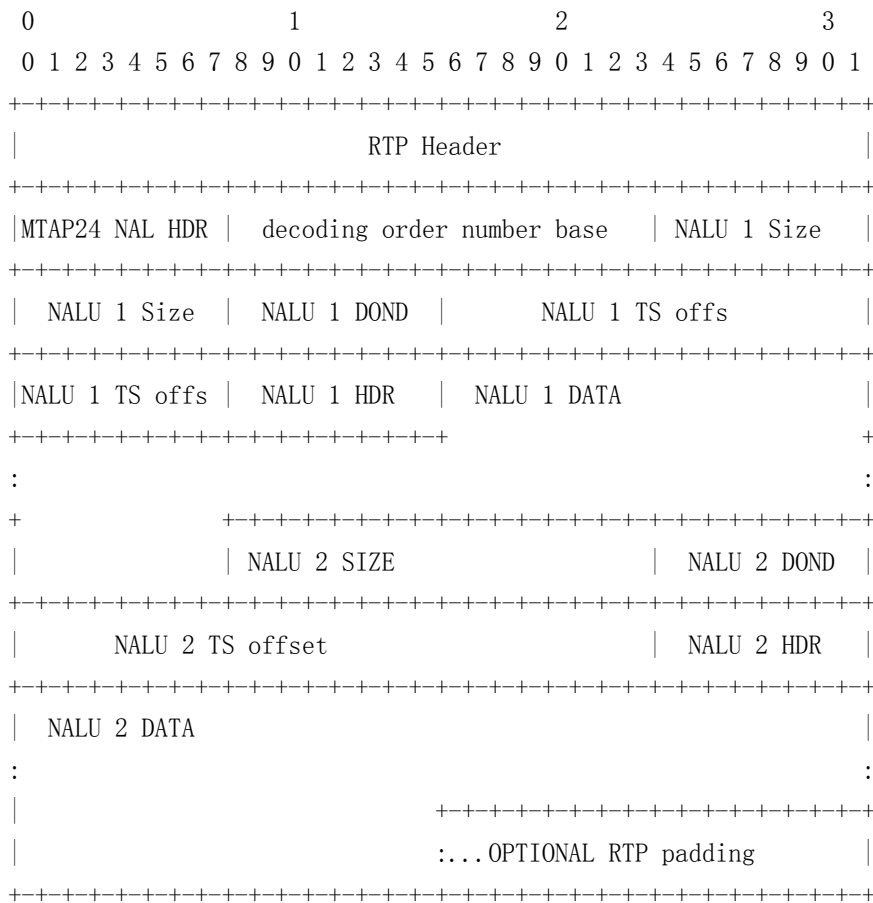 0                   1                   2                   3
0 1 2 3 4 5 6 7 8 9 0 1 2 3 4 5 6 7 8 9 0 1 2 3 4 5 6 7 8 9 0 1
+-+-+-+-+-+-+-+-+-+-+-+-+-+-+-+-+-+-+-+-+-+-+-+-+-+-+-+-+-+-+-+-+
|                          RTP Header                           |
+-+-+-+-+-+-+-+-+-+-+-+-+-+-+-+-+-+-+-+-+-+-+-+-+-+-+-+-+-+-+-+-+
|MTAP24 NAL HDR |  decoding order number base   | NALU 1 Size   |
+-+-+-+-+-+-+-+-+-+-+-+-+-+-+-+-+-+-+-+-+-+-+-+-+-+-+-+-+-+-+-+-+
|  NALU 1 Size  |  NALU 1 DOND  |       NALU 1 TS offs          |
+-+-+-+-+-+-+-+-+-+-+-+-+-+-+-+-+-+-+-+-+-+-+-+-+-+-+-+-+-+-+-+-+
|NALU 1 TS offs |  NALU 1 HDR   |  NALU 1 DATA                  |
+-+-+-+-+-+-+-+-+-+-+-+-+-+-+-+-+                               +
:                                                               :
+               +-+-+-+-+-+-+-+-+-+-+-+-+-+-+-+-+-+-+-+-+-+-+-+-+
|               | NALU 2 SIZE                   |  NALU 2 DOND  |
+-+-+-+-+-+-+-+-+-+-+-+-+-+-+-+-+-+-+-+-+-+-+-+-+-+-+-+-+-+-+-+-+
|       NALU 2 TS offset                        |  NALU 2 HDR   |
+-+-+-+-+-+-+-+-+-+-+-+-+-+-+-+-+-+-+-+-+-+-+-+-+-+-+-+-+-+-+-+-+
|  NALU 2 DATA                                                  |
:                                                               :
|                               +-+-+-+-+-+-+-+-+-+-+-+-+-+-+-+-+
|                               :...OPTIONAL RTP padding        |
+-+-+-+-+-+-+-+-+-+-+-+-+-+-+-+-+-+-+-+-+-+-+-+-+-+-+-+-+-+-+-+-+